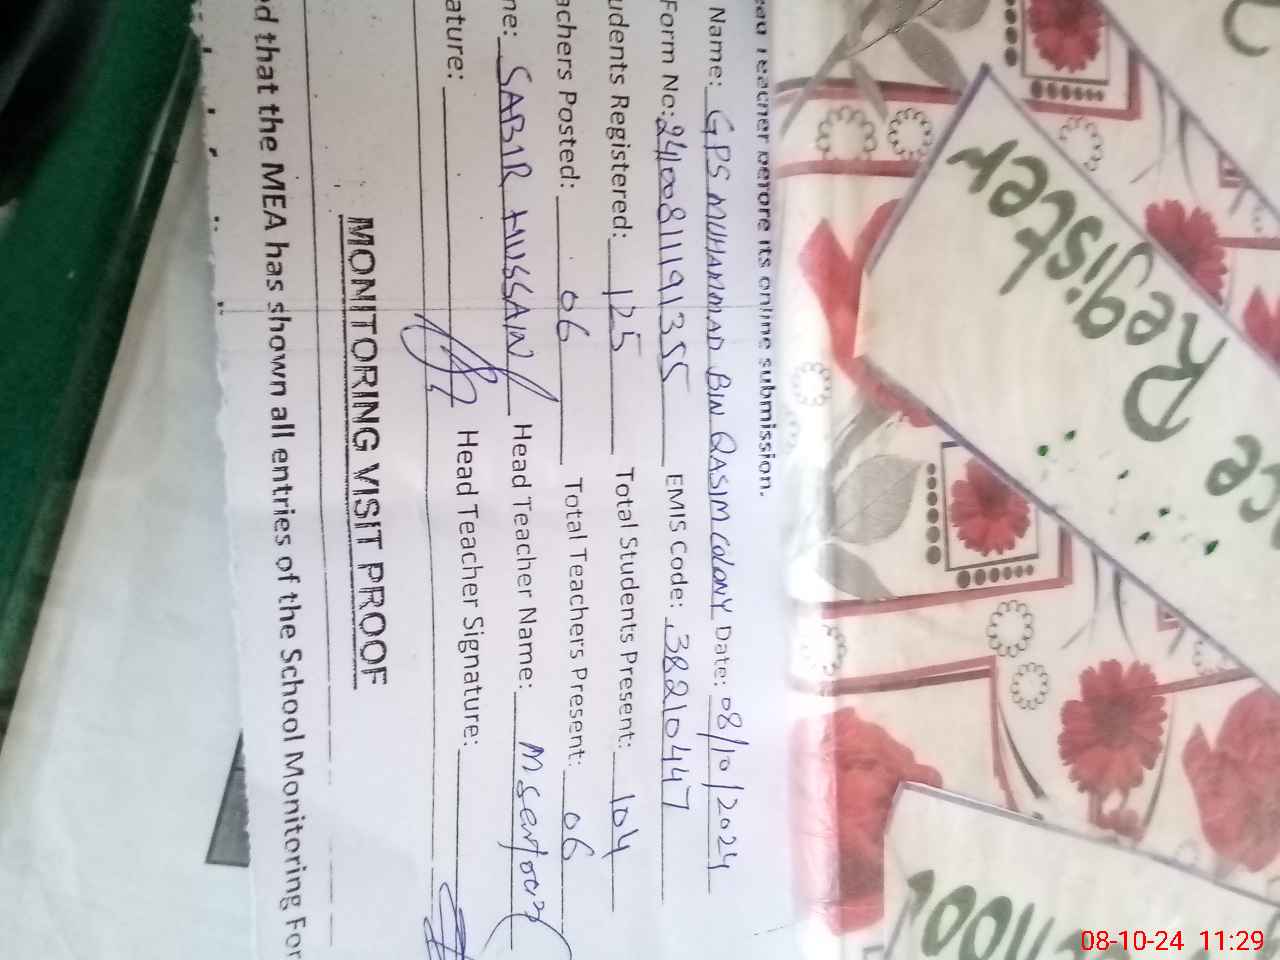 ead Teacher before its online submission.
Name: GPS MUHAMMAD BIN QASIM COLONY Date: 08/10/2024
Form No: 24100811191355 EMIS Code: 38210447
udents Registered: 125 Total Students Present: 104
achers Posted: 06 Total Teachers Present: 06
me: SABIR HUSSAIN Head Teacher Name: M
ature: Head Teacher Signature:
MONITORING VISIT PROOF
ed that the MEA has shown all entries of the School Monitoring For
ce Register
08-10-24 11:29